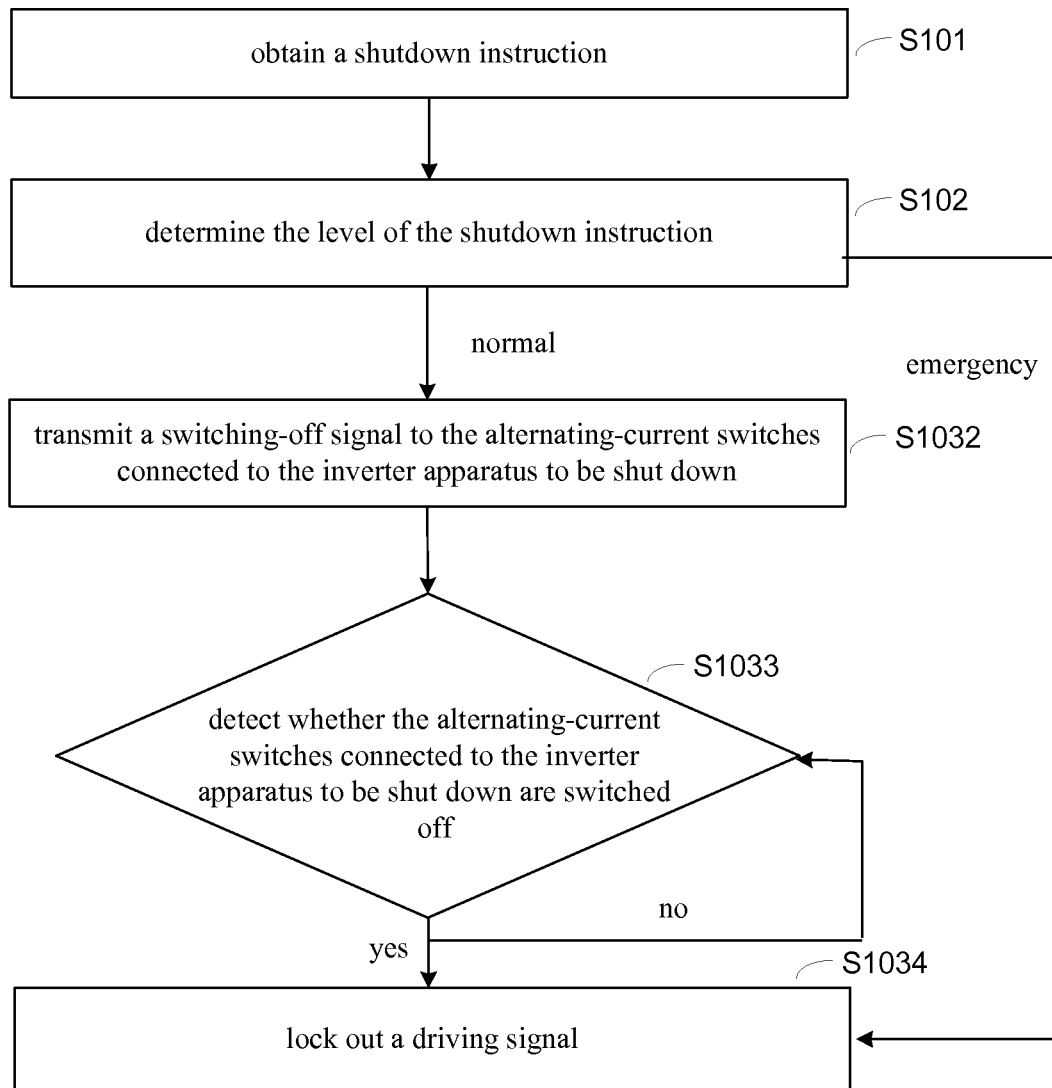 obtain a shutdown instruction
S101
determine the level of the shutdown instruction
S102
normal
emergency
transmit a switching-off signal to the alternating-current switches
connected to the inverter apparatus to be shut down
S1032
S1033
detect whether the alternating-current
switches connected to the inverter
apparatus to be shut down are switched
off
no
yes
S1034
lock out a driving signal